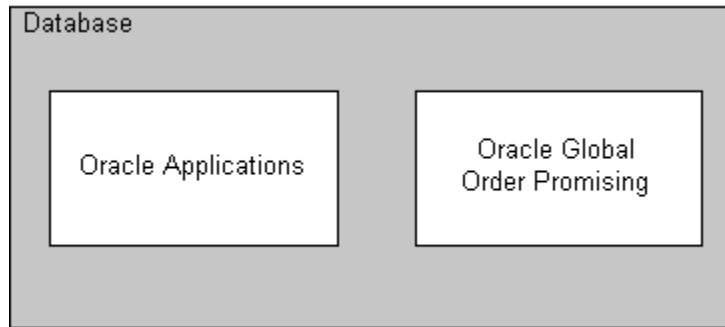 Database
Oracle Applications
Oracle Global
Order Promising